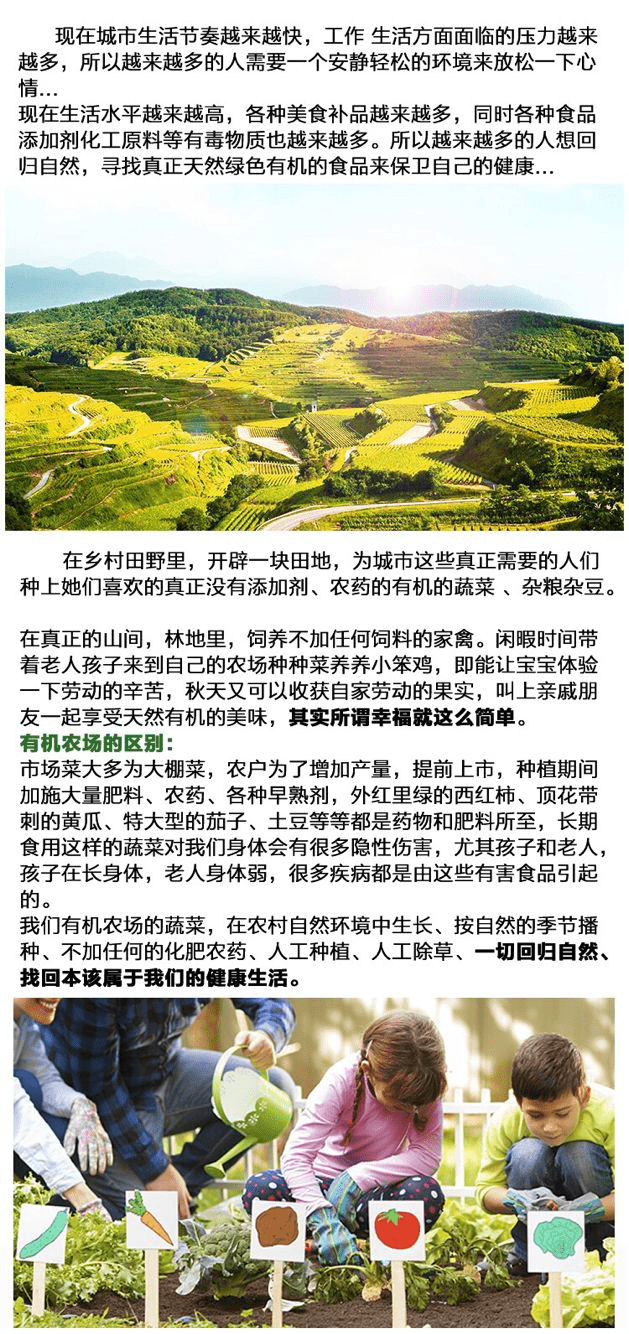 现在城市生活节奏越来越快，工作 生活方面面临的压力越来
越多，所以越来越多的人需要一个安静轻松的环境来放松一下心
情...
现在生活水平越来越高，各种美食补品越来越多，同时各种食品
添加剂化工原料等有毒物质也越来越多。所以越来越多的人想回
归自然，寻找真正天然绿色有机的食品来保卫自己的健康...
在乡村田野里，开辟一块田地，为城市这些真正需要的人们
种上她们喜欢的真正没有添加剂、农药的有机的蔬菜 、杂粮杂豆。
在真正的山间，林地里，饲养不加任何饲料的家禽。闲暇时间带
着老人孩子来到自己的农场种种菜养养小笨鸡，即能让宝宝体验
一下劳动的辛苦，秋天又可以收获自家劳动的果实，叫上亲戚朋
友一起享受天然有机的美味，其实所谓幸福就这么简单。
有机农场的区别：
市场菜大多为大棚菜，农户为了增加产量，提前上市，种植期间
加施大量肥料、农药、各种早熟剂，外红里绿的西红柿、顶花带
刺的黄瓜、特大型的茄子、土豆等等都是药物和肥料所至，长期
食用这样的蔬菜对我们身体会有很多隐性伤害，尤其孩子和老人，
孩子在长身体，老人身体弱，很多疾病都是由这些有害食品引起
的。
我们有机农场的蔬菜，在农村自然环境中生长、按自然的季节播
种、不加任何的化肥农药、人工种植、人工除草、一切回归自然、
找回本该属于我们的健康生活。